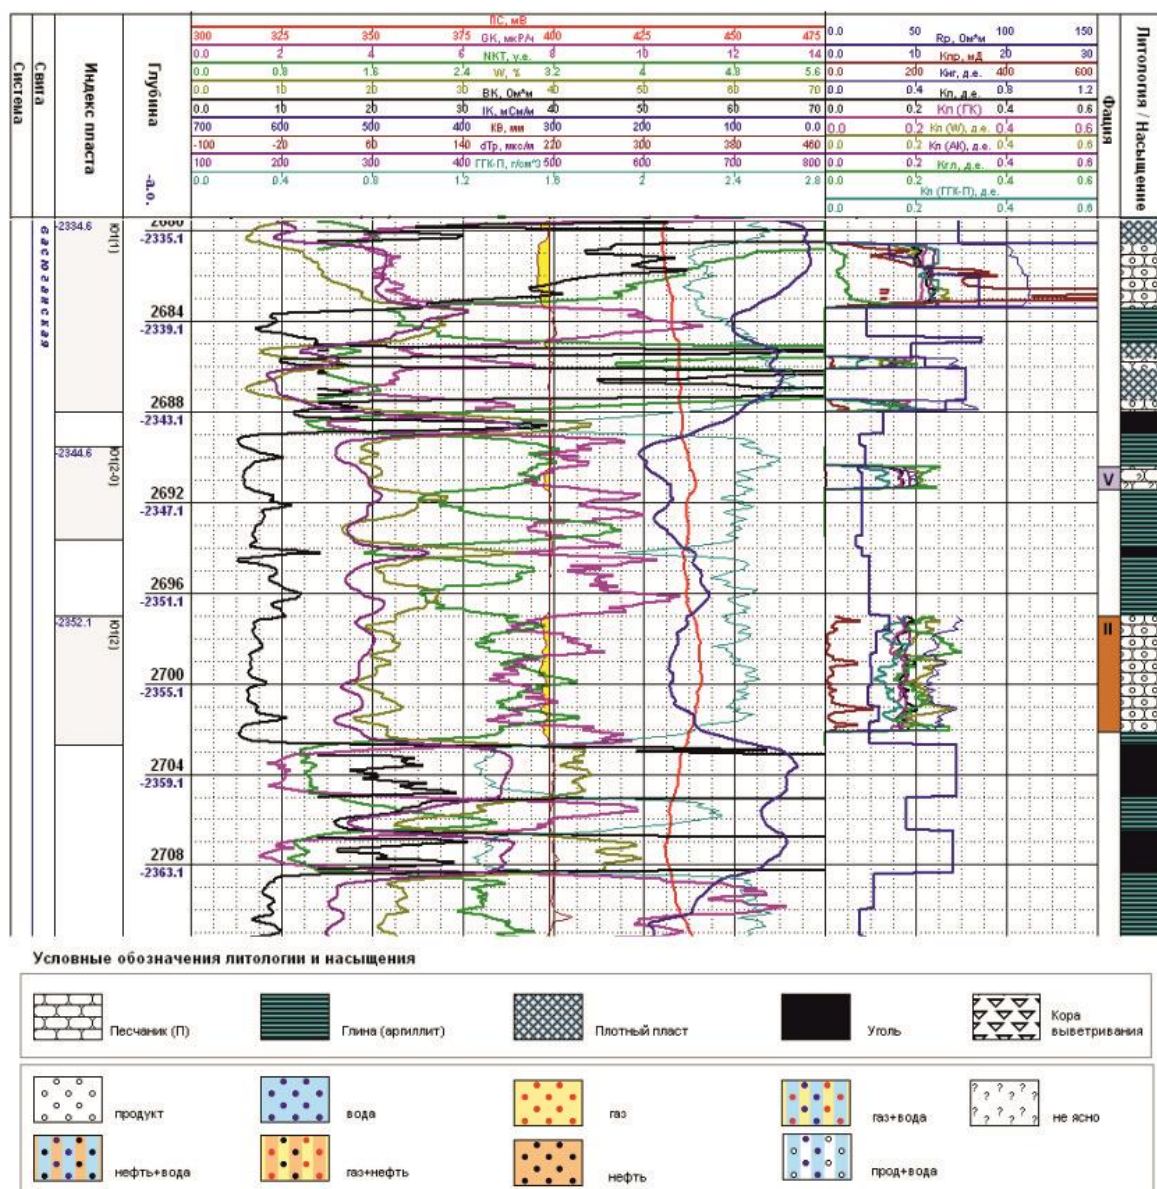 Система
Свита
Индекс пласта
Глубина
-а.о.
ПС, мВ
300 325 350 375 400 425 450 475
GK, мкР/ч
0.0 2 4 6 8 10 12 14
NKT, у.е.
0.0 0.8 1.6 2.4 3.2 4 4.8 5.6
W, %
0.0 10 20 30 40 50 60 70
ВК, Ом*м
0.0 10 20 30 40 50 60 70
IK, мСм/м
700 600 500 400 300 200 100 0.0
КВ, мм
-100 -20 60 140 220 300 380 460
dTp, мкс/м
100 200 300 400 500 600 700 800
ГГК-П, г/см^3
0.0 0.4 0.8 1.2 1.6 2 2.4 2.8
0.0 50 Rp, Ом*м 100 150
0.0 10 Кпр, мД 20 30
0.0 200 Кнг, д.е. 400 600
0.0 0.4 Кп, д.е. 0.8 1.2
0.0 0.2 Кп (ГК) 0.4 0.6
0.0 0.2 Кп (W), д.е. 0.4 0.6
0.0 0.2 Кп (АК), д.е. 0.4 0.6
0.0 0.2 Кгл, д.е. 0.4 0.6
Кп (ГГК-П), д.е.
0.0 0.2 0.4 0.6
Фация
Литология / Насыщение
васюганская
-2334.6
Ю1(1)
-2335.1
2684
-2339.1
2688
-2343.1
-2344.6
Ю1(2-0)
2692
-2347.1
V
2696
-2351.1
-2352.1
Ю1(2)
II
2700
-2355.1
2704
-2359.1
2708
-2363.1
Условные обозначения литологии и насыщения
Песчаник (П)
Глина (аргиллит)
Плотный пласт
Уголь
Кора
выветривания
продукт
вода
газ
газ+вода
не ясно
нефть+вода
газ+нефть
нефть
прод+вода